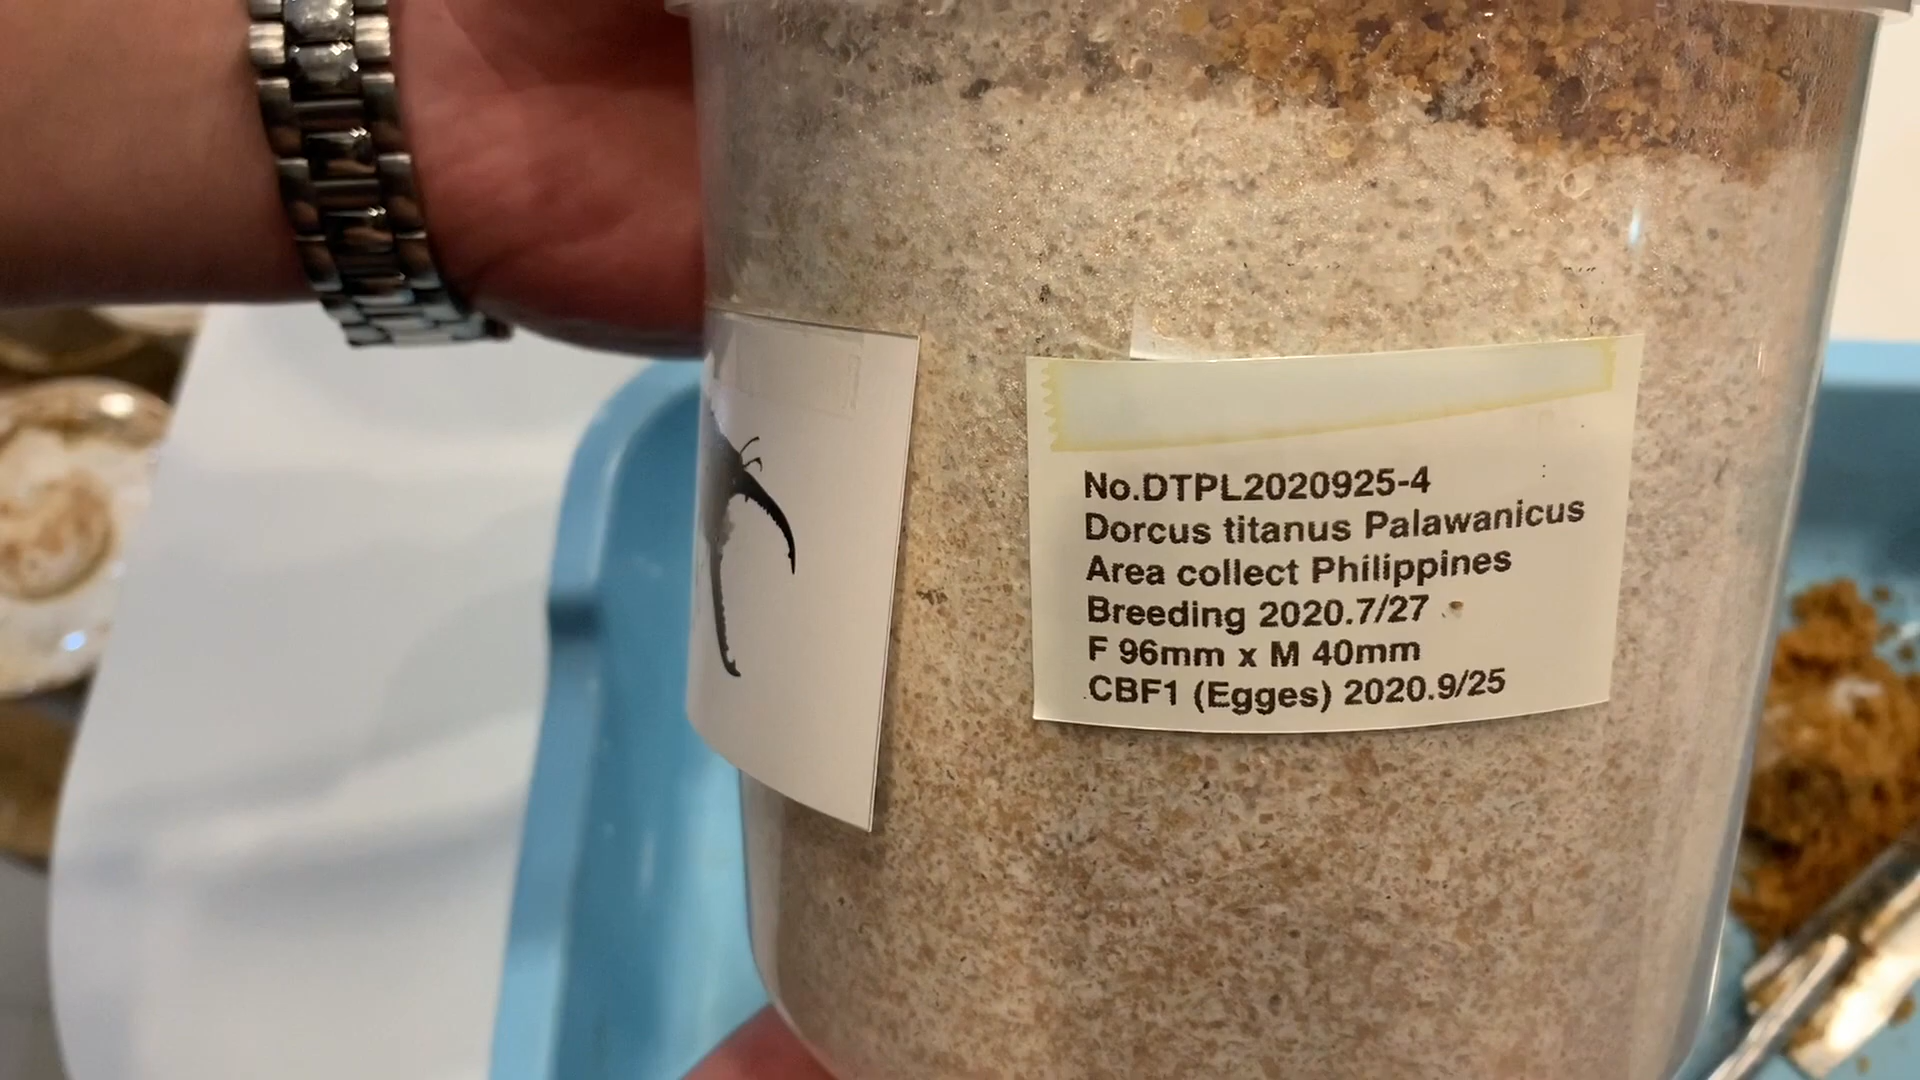 No.DTPL2020925-4
Dorcus titanus Palawanicus
Area collect Philippines
Breeding 2020.7/27
F 96mm x M 40mm
CBF1 (Egges) 2020.9/25